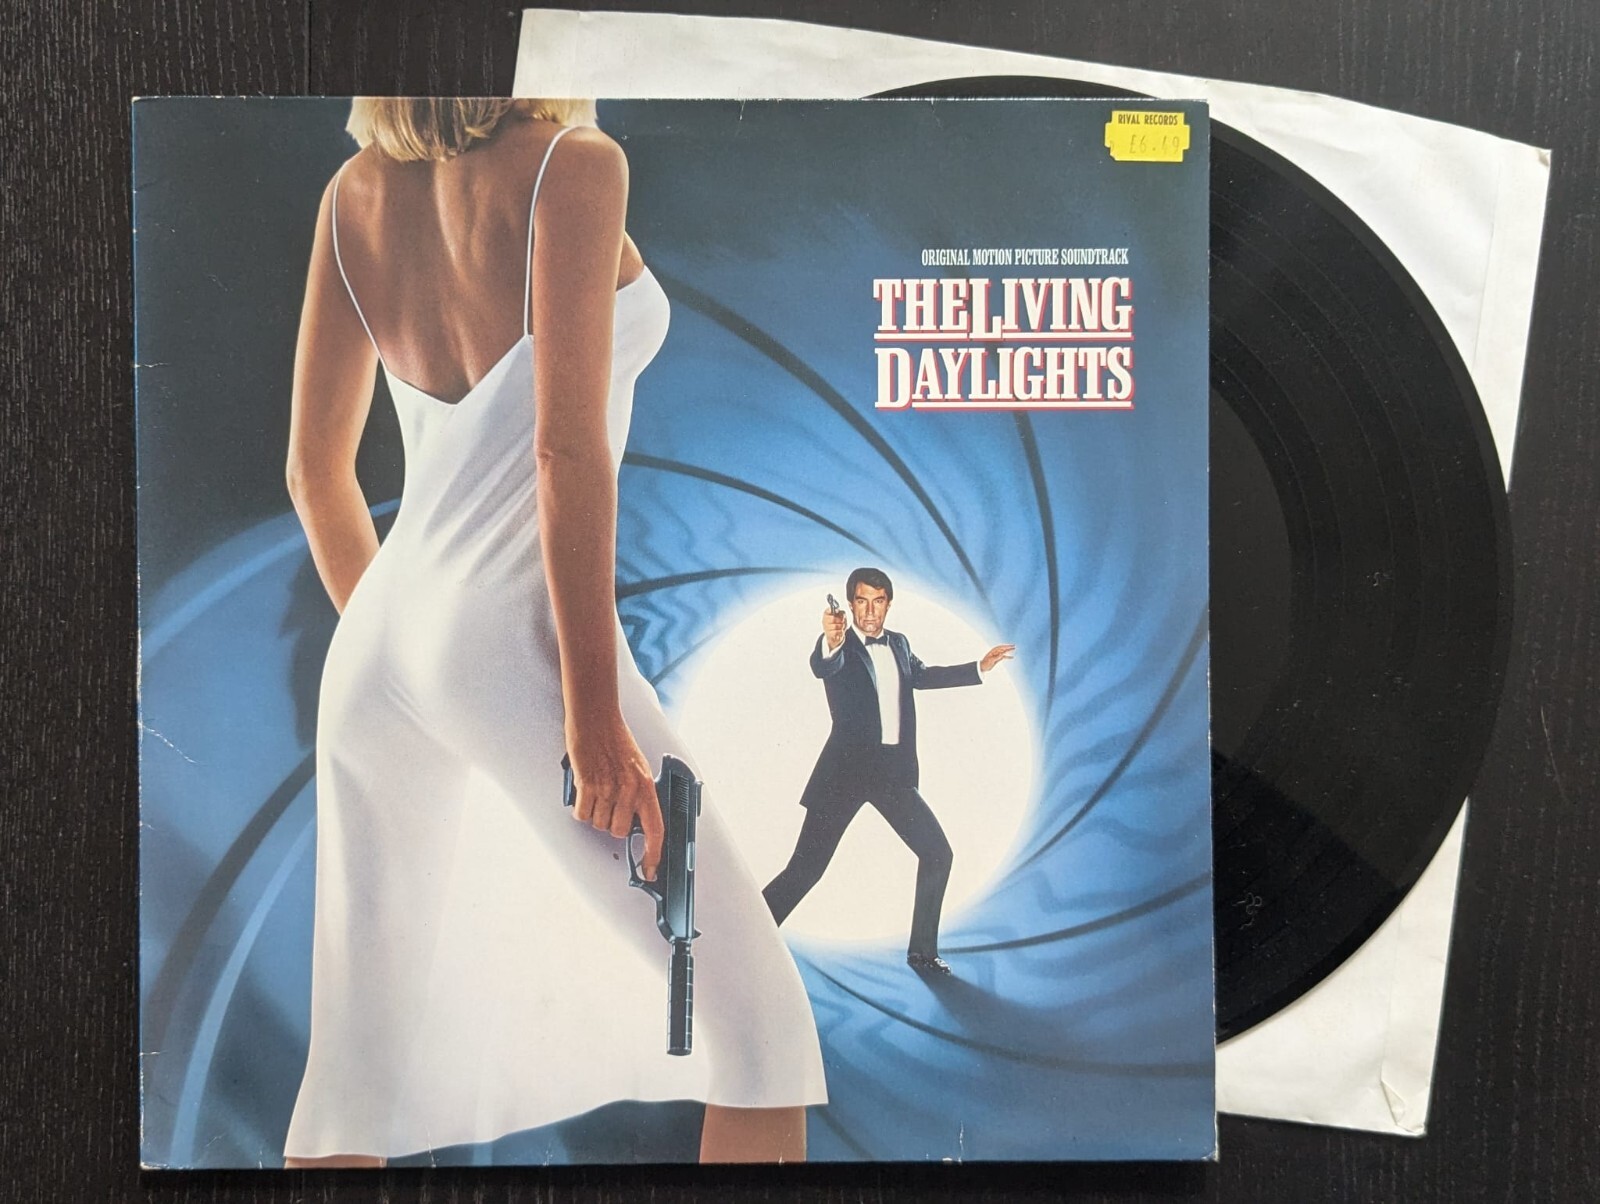 RIVAL RECORDS
£6.49
ORIGINAL MOTION PICTURE SOUNDTRACK
THE LIVING
DAYLIGHTS